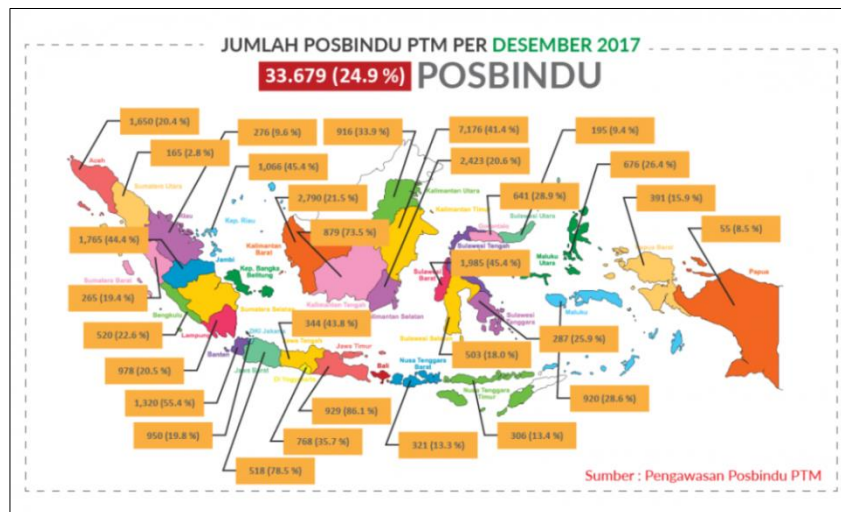 JUMLAH POSBINDU PTM PER DESEMBER 2017
33.679 (24.9 %) POSBINDU
1,650 (20.4 %)
276 (9.6 %)
916 (33.9 %)
7,176 (41.4 %)
195 (9.4 %)
165 (2.8 %)
2,423 (20.6 %)
1,066 (45.4 %)
676 (26.4 %)
Aceh
2,790 (21.5 %)
641 (28.9 %)
391 (15.9 %)
Sumatera Utara
Kalimantan Utara
Kalimantan Timur
Sulawesi Utara
55 (8.5 %)
Riau
Kep. Riau
879 (73.5 %)
Gorontalo
1,765 (44.4 %)
Kalimantan
Barat
Sulawesi Tengah
Maluku
Utara
Papua Barat
Papua
Jambi
1,985 (45.4 %)
Kep. Bangka
Belitung
Sulawesi
Barat
Sumatera Barat
265 (19.4 %)
Kalimantan Tengah
Kalimantan Selatan
Sumatera Selatan
Sulawesi
Tenggara
Maluku
Bengkulu
520 (22.6 %)
344 (43.8 %)
Lampung
DKI Jakarta
Sulawesi Selatan
287 (25.9 %)
Banten
Jawa Tengah
Jawa Timur
503 (18.0 %)
978 (20.5 %)
Jawa Barat
DI Yogyakarta
Bali
Nusa Tenggara
Barat
Nusa Tenggara
Timur
1,320 (55.4 %)
929 (86.1 %)
920 (28.6 %)
950 (19.8 %)
768 (35.7 %)
321 (13.3 %)
306 (13.4 %)
518 (78.5 %)
Sumber : Pengawasan Posbindu PTM